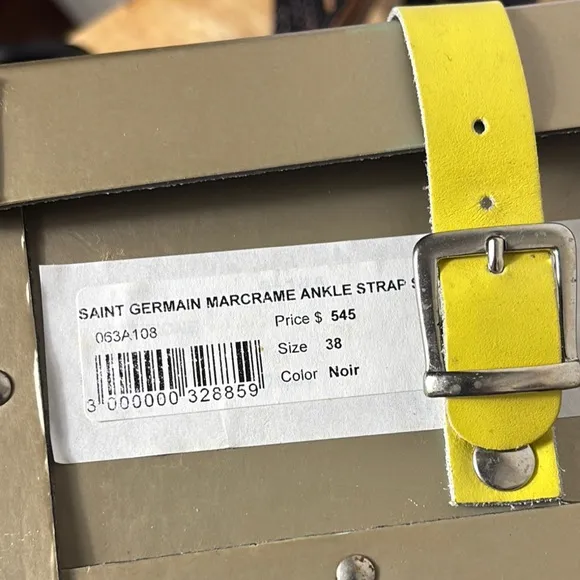 SAINT GERMAIN MARCRAME ANKLE STRAP
063A108
Price $ 545
Size 38
Color Noir
3 000000 328859